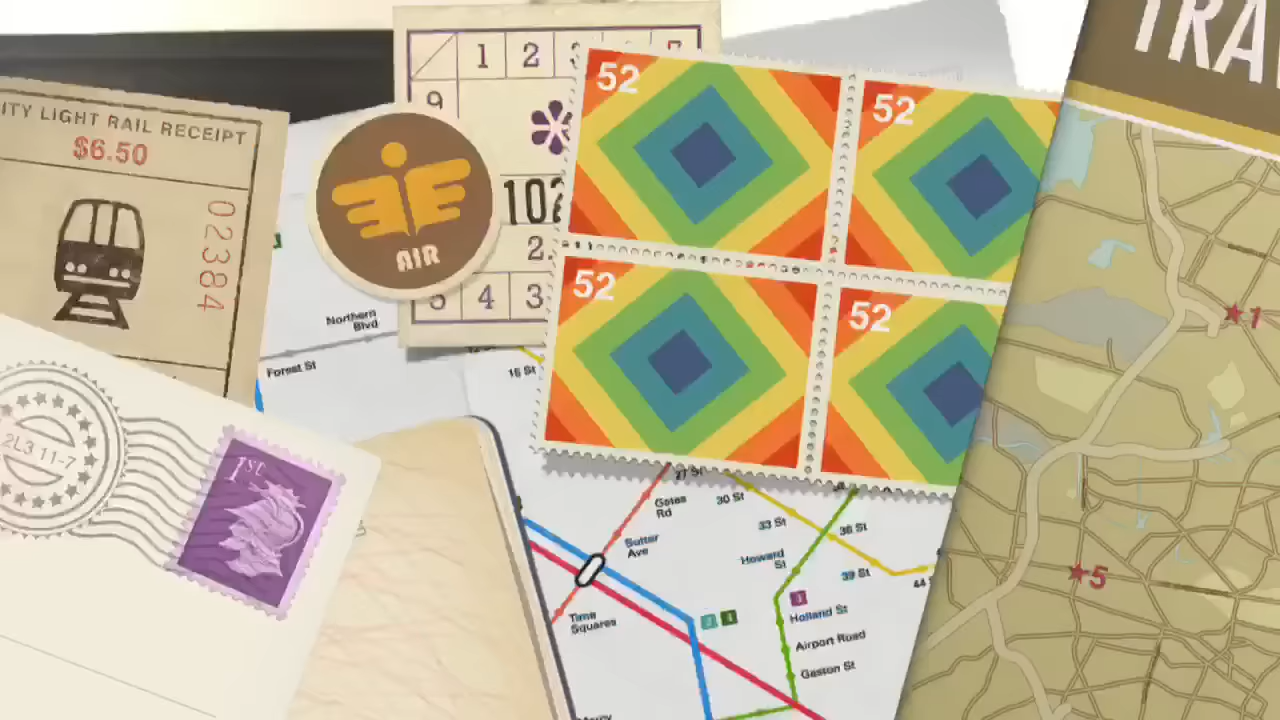 TRA
1 2
9
CITY LIGHT RAIL RECEIPT
$6.50
02384
AIR
102
2.
5 4 3
52
52
52
52
1
5
Northern
Blvd
Forest St
16 St
2L3 11-7
1ST
27 St
Gates
Rd
30 St
33 St
36 St
Sutter
Ave
Howard
St
39 St
44
Time
Squares
Holland St
Airport Road
Gaston St